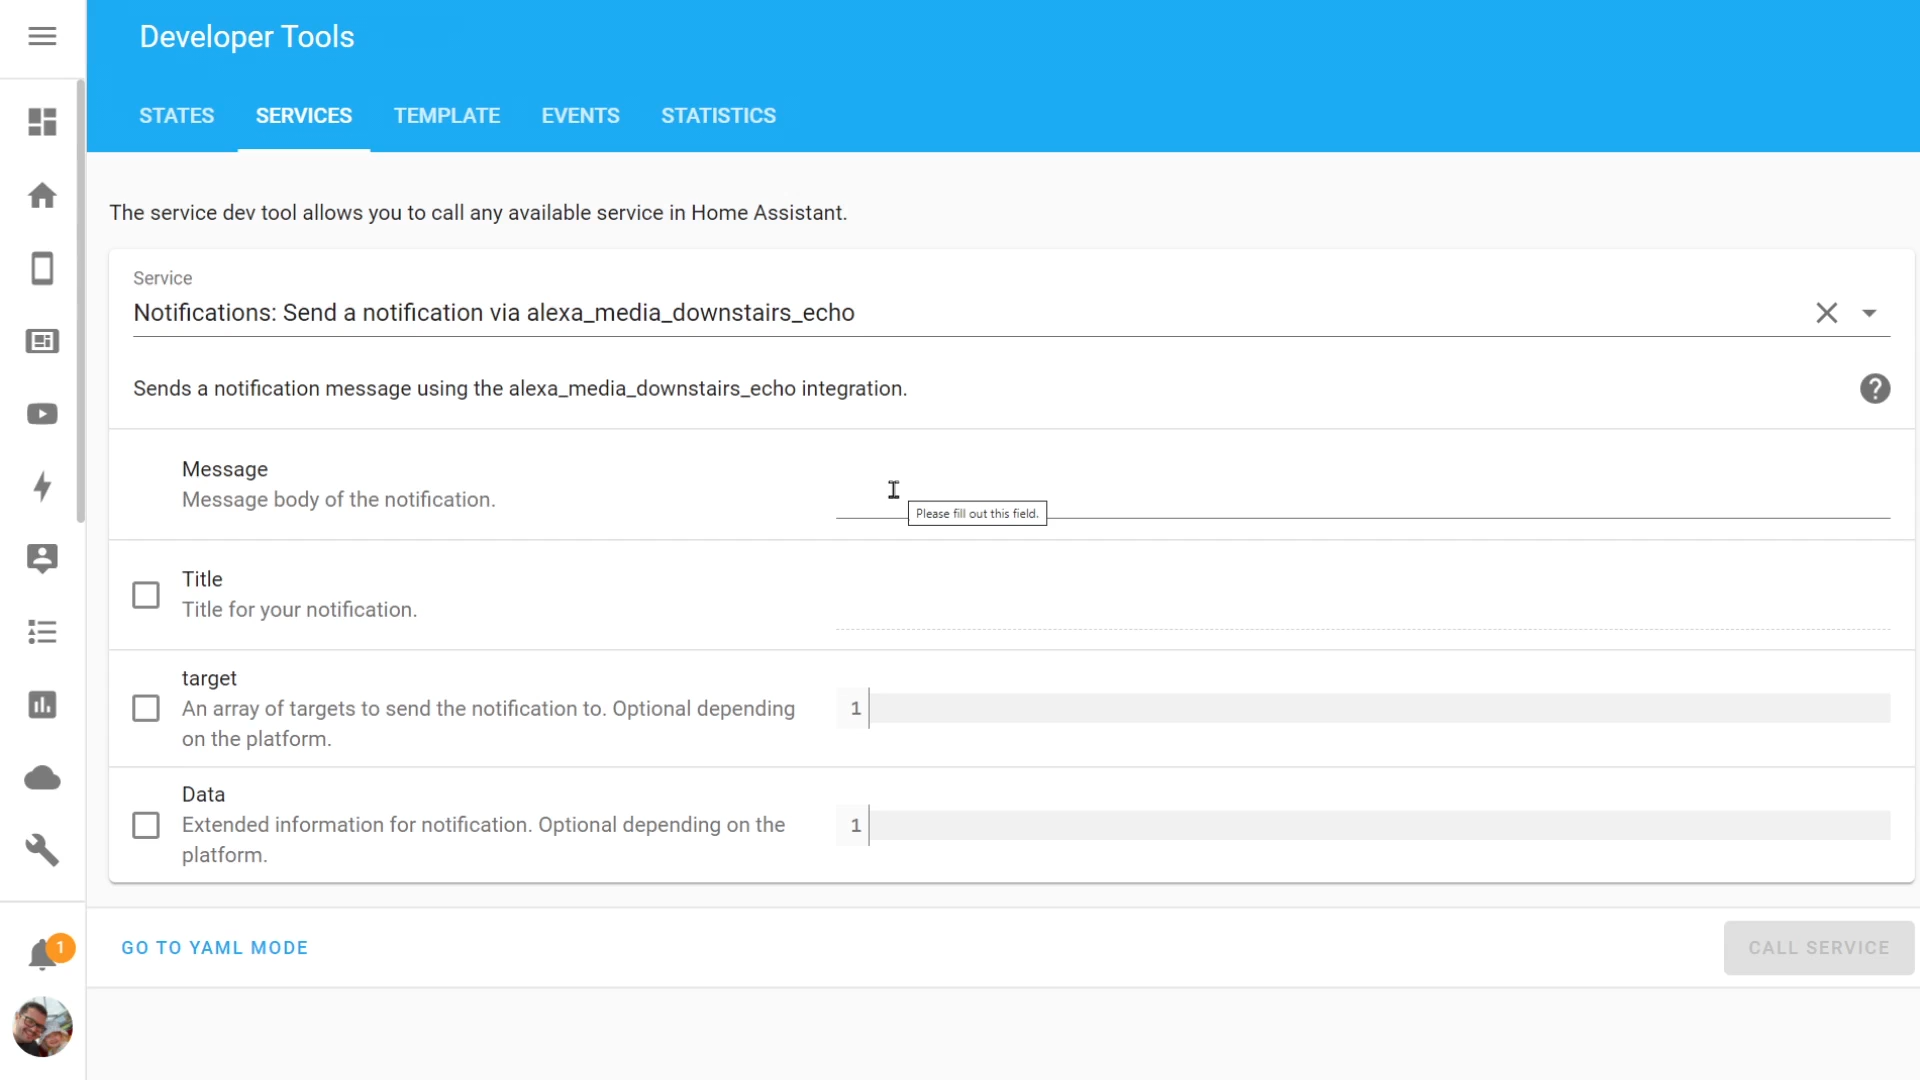 Developer Tools
STATES SERVICES TEMPLATE EVENTS STATISTICS
The service dev tool allows you to call any available service in Home Assistant.
Service
Notifications: Send a notification via alexa_media_downstairs_echo
Sends a notification message using the alexa_media_downstairs_echo integration.
Message
Message body of the notification.
Please fill out this field.
Title
Title for your notification.
target
An array of targets to send the notification to. Optional depending
on the platform.
1
Data
Extended information for notification. Optional depending on the
platform.
1
1
GO TO YAML MODE
CALL SERVICE